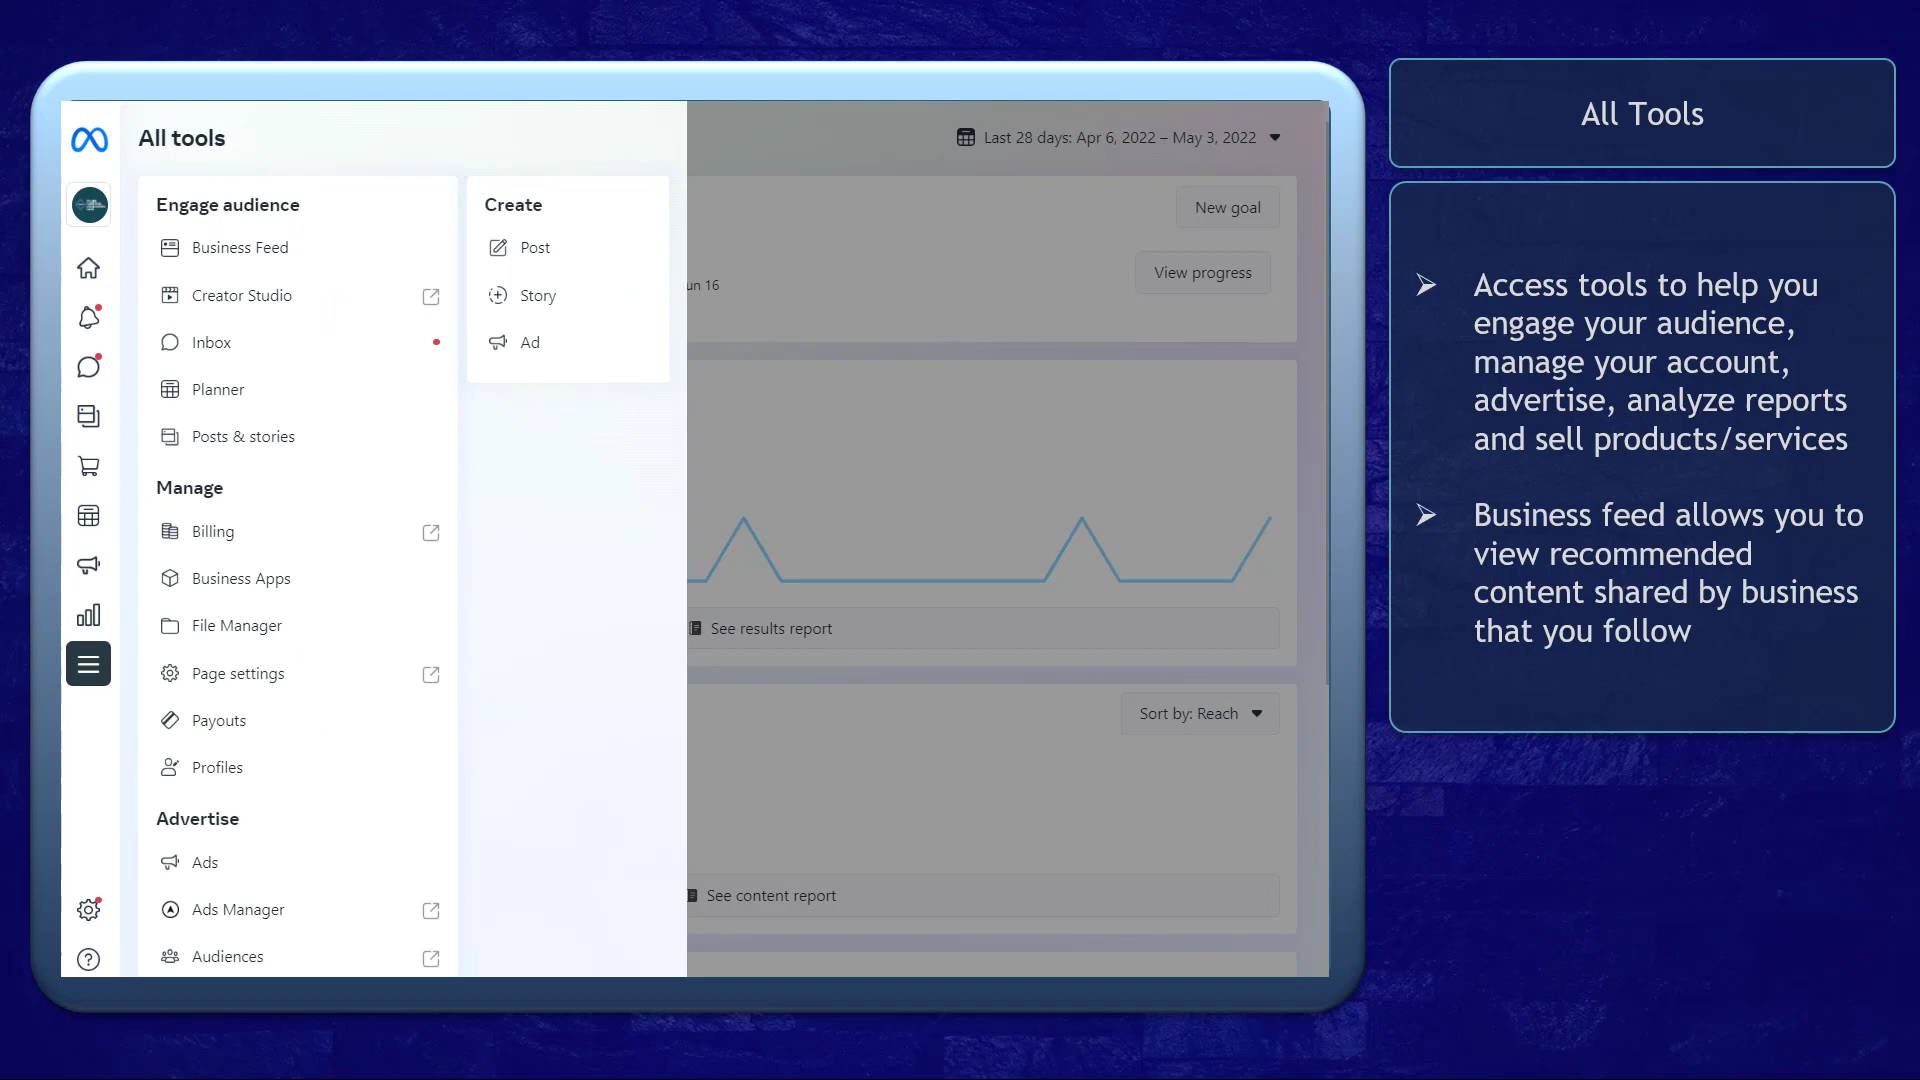 All tools
Engage audience
Business Feed
Creator Studio
Inbox
Planner
Posts & stories
Manage
Billing
Business Apps
File Manager
Page settings
Payouts
Profiles
Advertise
Ads
Ads Manager
Audiences
Create
Post
Story
Ad
Last 28 days: Apr 6, 2022 – May 3, 2022
New goal
View progress
un 16
See results report
Sort by: Reach
See content report
All Tools
Access tools to help you
engage your audience,
manage your account,
advertise, analyze reports
and sell products/services
Business feed allows you to
view recommended
content shared by business
that you follow